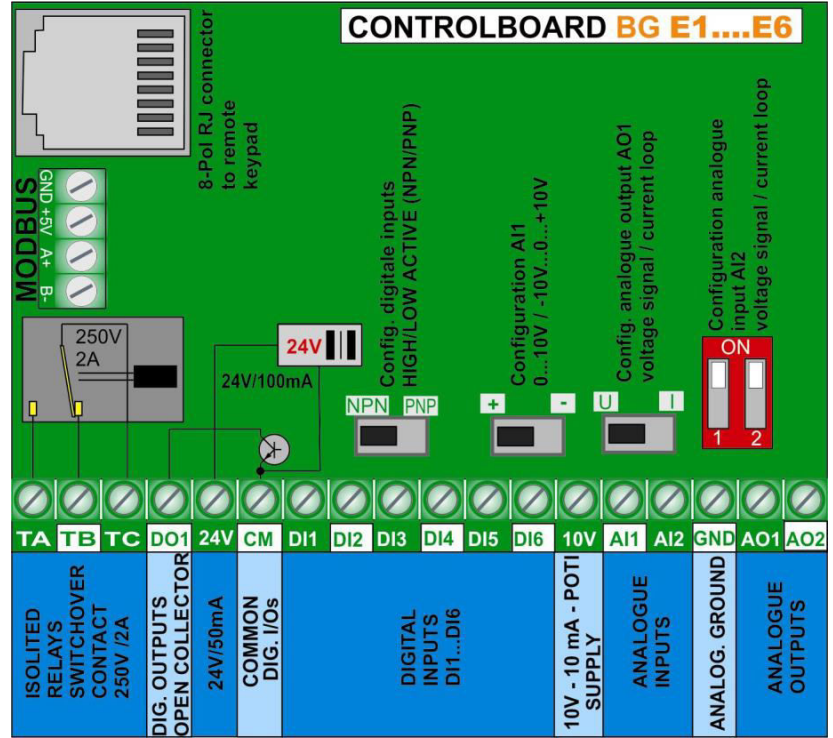 CONTROLBOARD BG E1....E6
8-Pol RJ connector
to remote
keypad
MODBUS
GND +5V A+ B-
250V
2A
24V
24V/100mA
Config. digitale inputs
HIGH/LOW ACTIVE (NPN/PNP)
NPN PNP
Configuration AI1
0...10V / -10V...0...+10V
+ -
Config. analogue output AO1
voltage signal / current loop
U I
Configuration analogue
input AI2
voltage signal / current loop
ON
1 2
TA TB TC DO1 24V CM DI1 DI2 DI3 DI4 DI5 DI6 10V AI1 AI2 GND AO1 AO2
ISOLITED
RELAYS
SWITCHOVER
CONTACT
250V /2A
DIG. OUTPUTS
OPEN COLLECTOR
24V/50mA
COMMON
DIG. I/Os
DIGITAL
INPUTS
DI1...DI6
10V - 10 mA - POTI
SUPPLY
ANALOGUE
INPUTS
ANALOG. GROUND
ANALOGUE
OUTPUTS